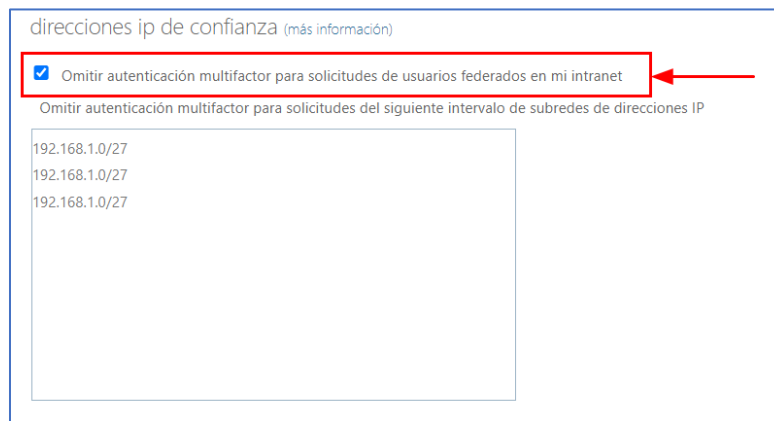 direcciones ip de confianza (más información)
Omitir autenticación multifactor para solicitudes de usuarios federados en mi intranet
Omitir autenticación multifactor para solicitudes del siguiente intervalo de subredes de direcciones IP
192.168.1.0/27
192.168.1.0/27
192.168.1.0/27